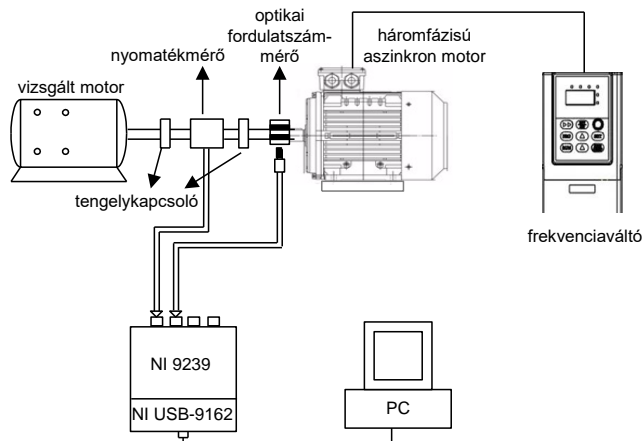 optikai
fordulatszám-
mérő
nyomatékmérő
háromfázisú
aszinkron motor
vizsgált motor
tengelykapcsoló
frekvenciaváltó
NI 9239
NI USB-9162
PC